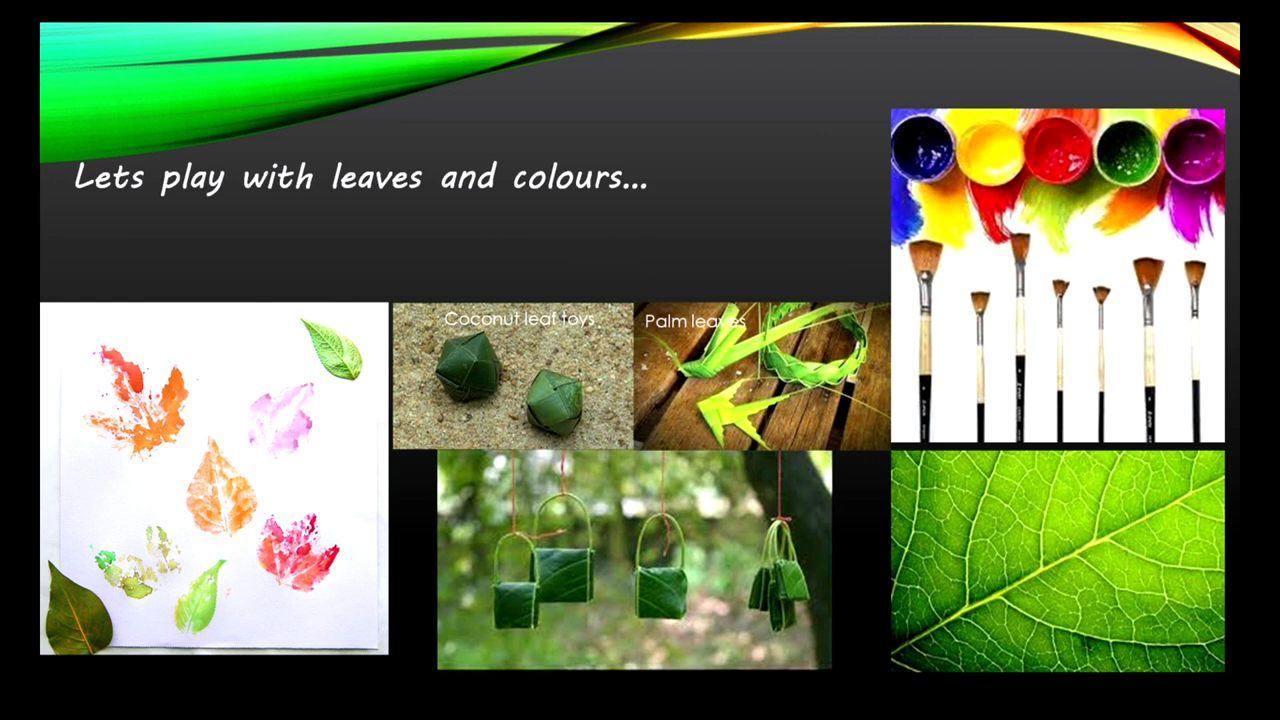 Lets play with leaves and colours...
Coconut leaf toys
Palm leaves